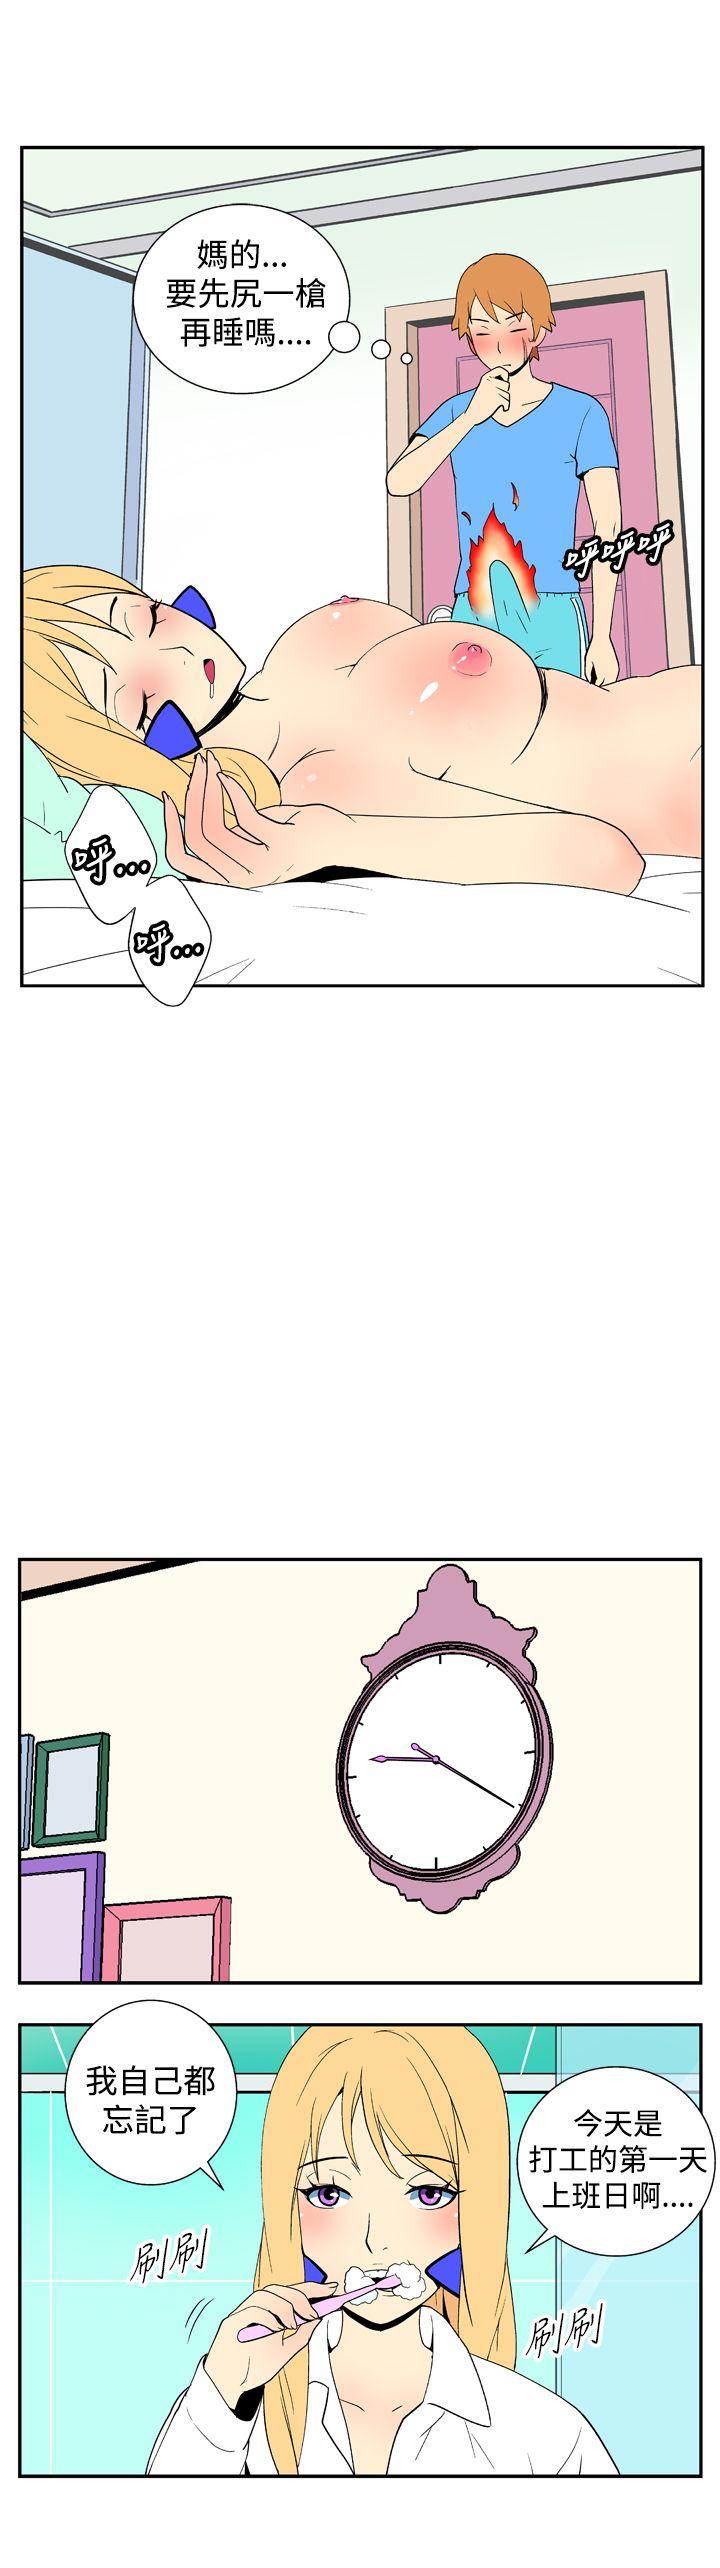 媽的...
要先尻一槍
再睡嗎....
呼呼呼
呼...
呼...
我自己都
忘記了
今天是
打工的第一天
上班日啊....
刷刷
刷刷